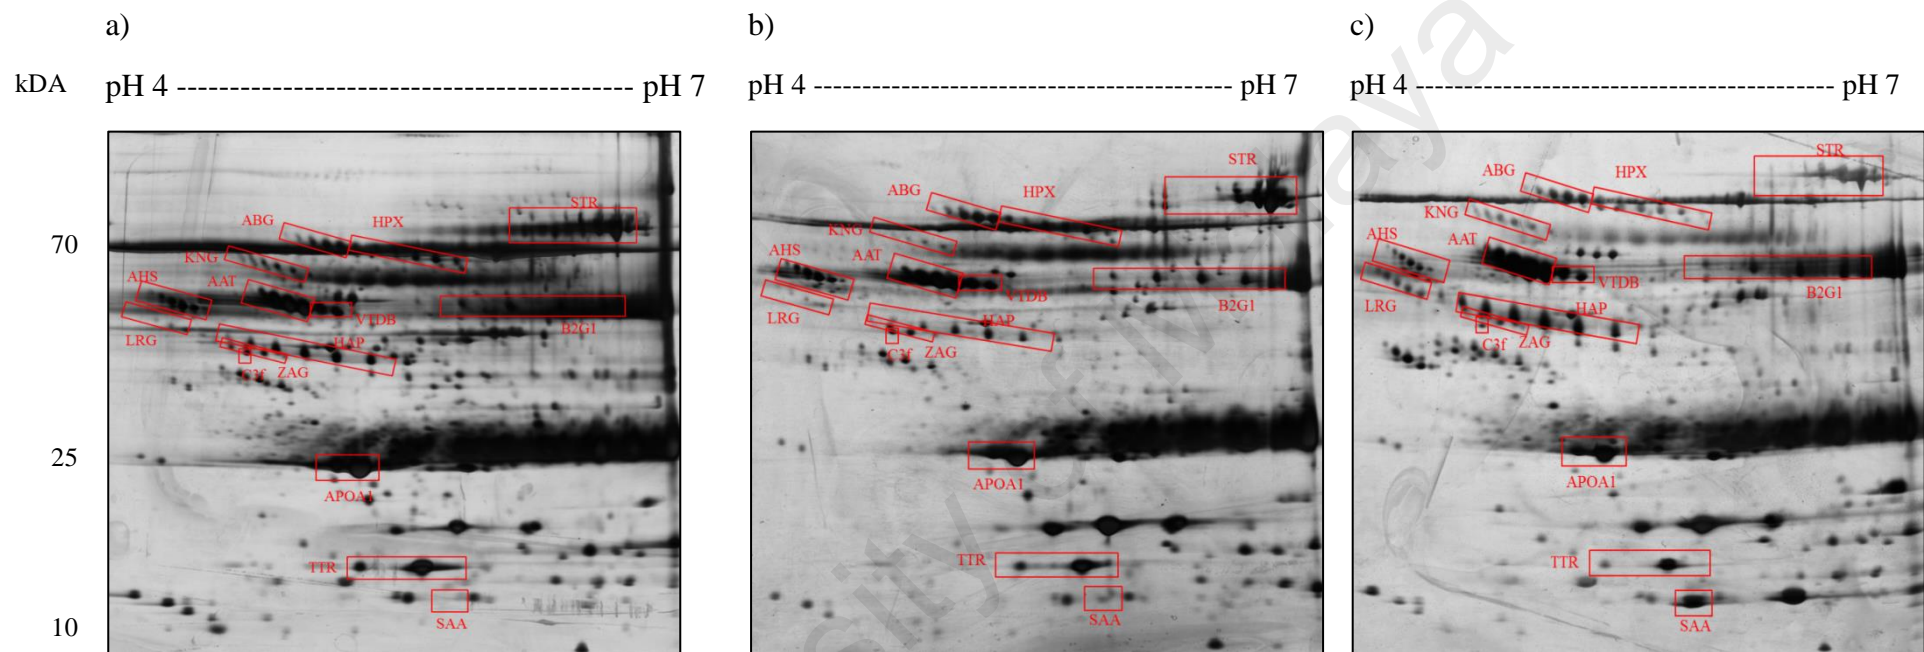 a) b) c)
kDA pH 4 ------------------------------------------ pH 7 pH 4 -------------------------------------- pH 7 pH 4 -------------------------------------- pH 7
STR
STR
STR
ABG HPX
ABG HPX
ABG HPX
70
KNG
KNG
KNG
AHS AAT
AHS AAT
AHS AAT
VTDB
VTDB
VTDB
B2G1
B2G1
B2G1
LRG HAP
LRG HAP
LRG HAP
C3f ZAG
C3f ZAG
C3f ZAG
25
APOA1
APOA1
APOA1
TTR
TTR
TTR
SAA
SAA
SAA
10